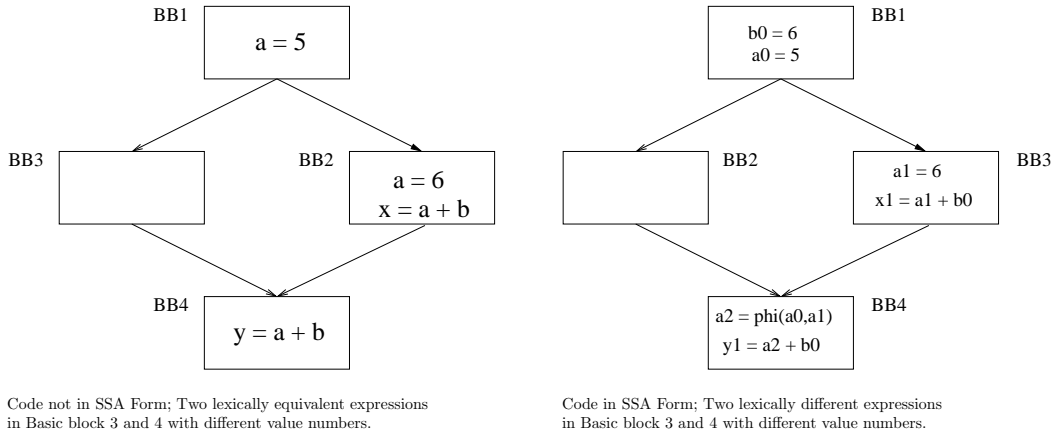 BB1
a = 5
BB3
BB2
a = 6
x = a + b
BB4
y = a + b
Code not in SSA Form; Two lexically equivalent expressions
in Basic block 3 and 4 with different value numbers.
BB1
b0 = 6
a0 = 5
BB2
BB3
a1 = 6
x1 = a1 + b0
BB4
a2 = phi(a0,a1)
y1 = a2 + b0
Code in SSA Form; Two lexically different expressions
in Basic block 3 and 4 with different value numbers.